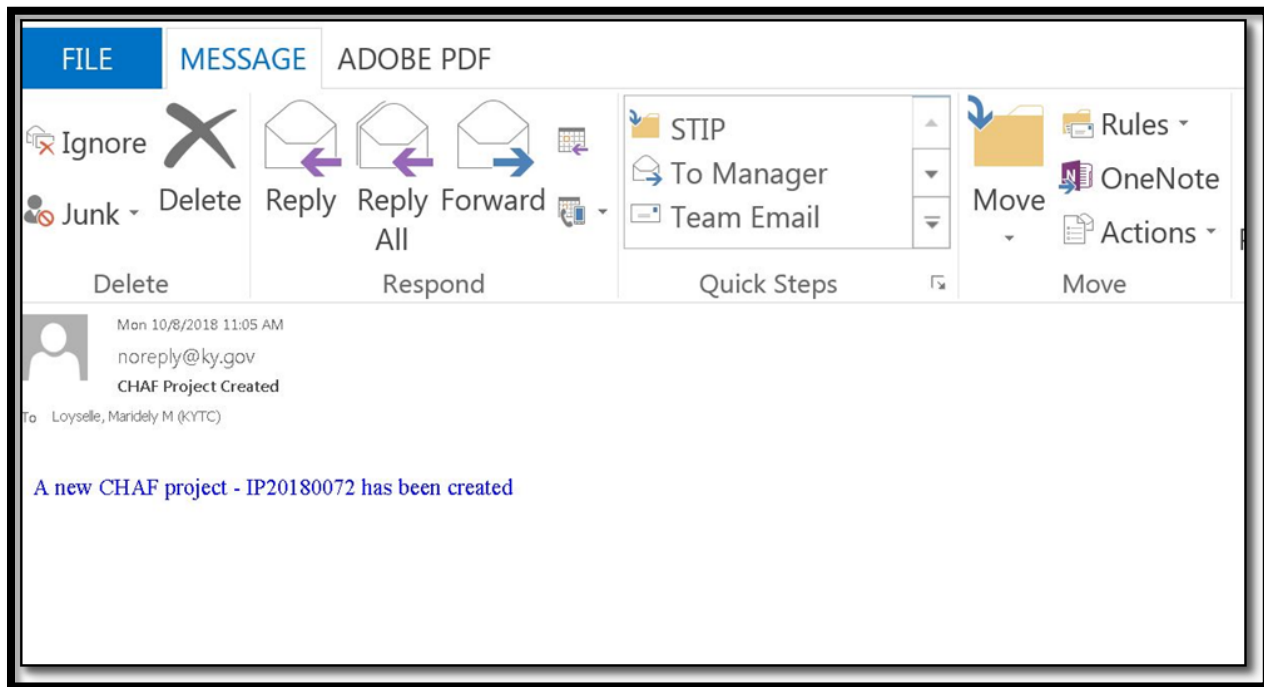 FILE MESSAGE ADOBE PDF
Ignore
Junk
Delete
Reply
Reply All
Forward
STIP
To Manager
Team Email
Move
Rules
OneNote
Actions
Delete Respond Quick Steps Move
Mon 10/8/2018 11:05 AM
noreply@ky.gov
CHAF Project Created
To Loyselle, Maridely M (KYTC)
A new CHAF project - IP20180072 has been created